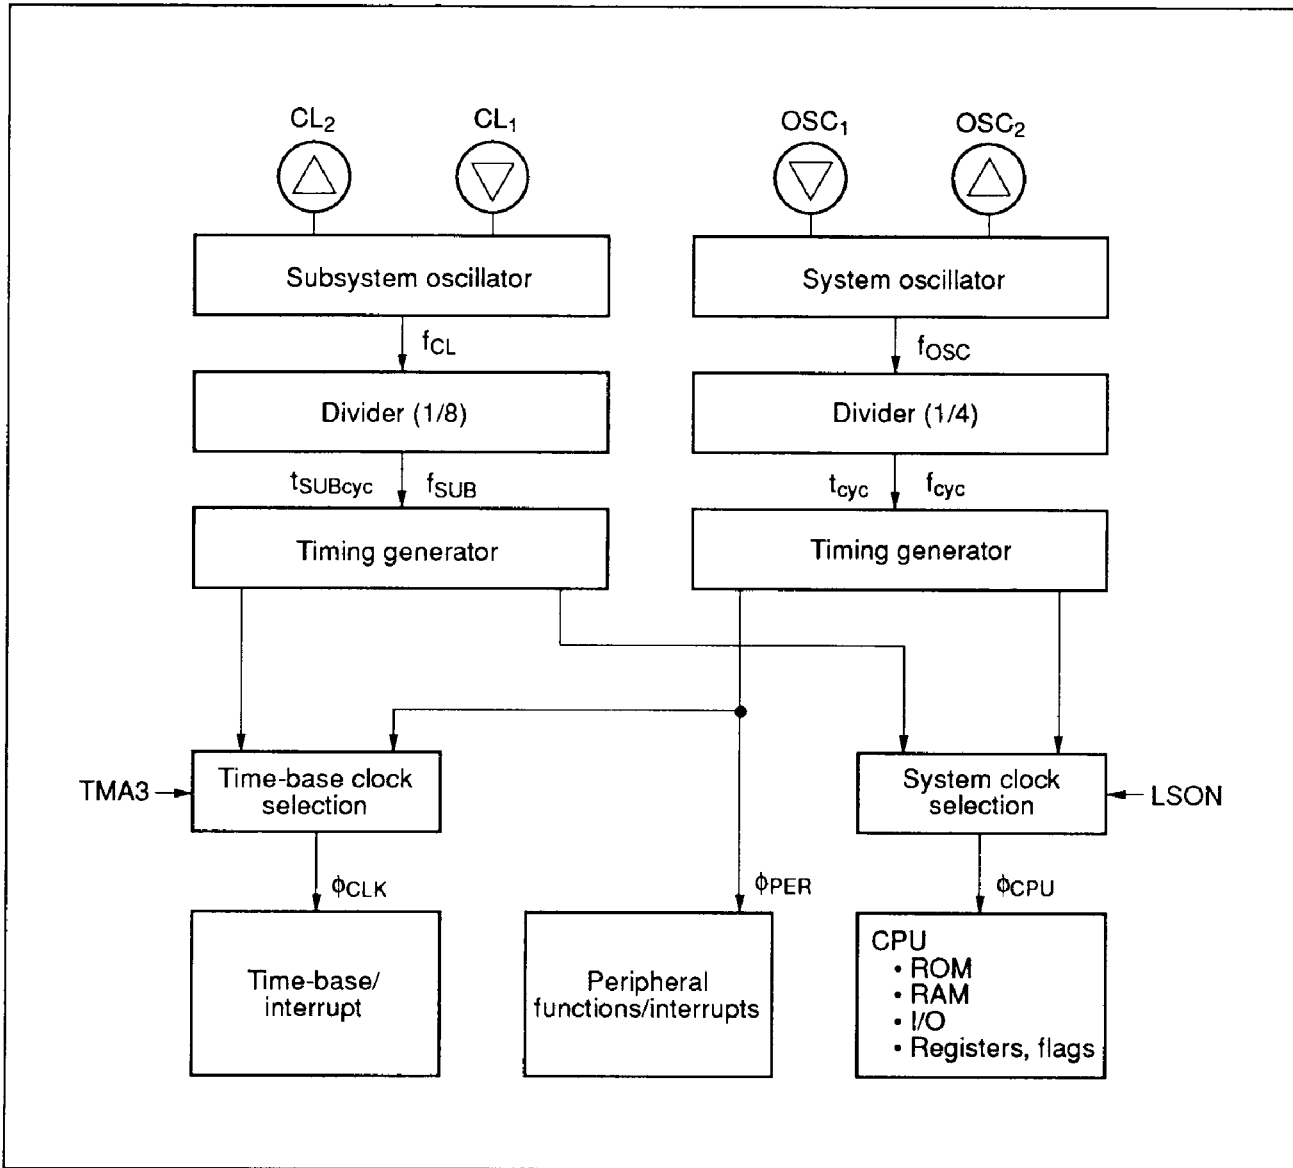 CL2
CL1
OSC1
OSC2
Subsystem oscillator
System oscillator
fCL
fOSC
Divider (1/8)
Divider (1/4)
tSUBcyc
fSUB
tcyc
fcyc
Timing generator
Timing generator
TMA3
Time-base clock
selection
System clock
selection
LSON
ϕCLK
ϕPER
ϕCPU
Time-base/
interrupt
Peripheral
functions/interrupts
CPU
• ROM
• RAM
• I/O
• Registers, flags